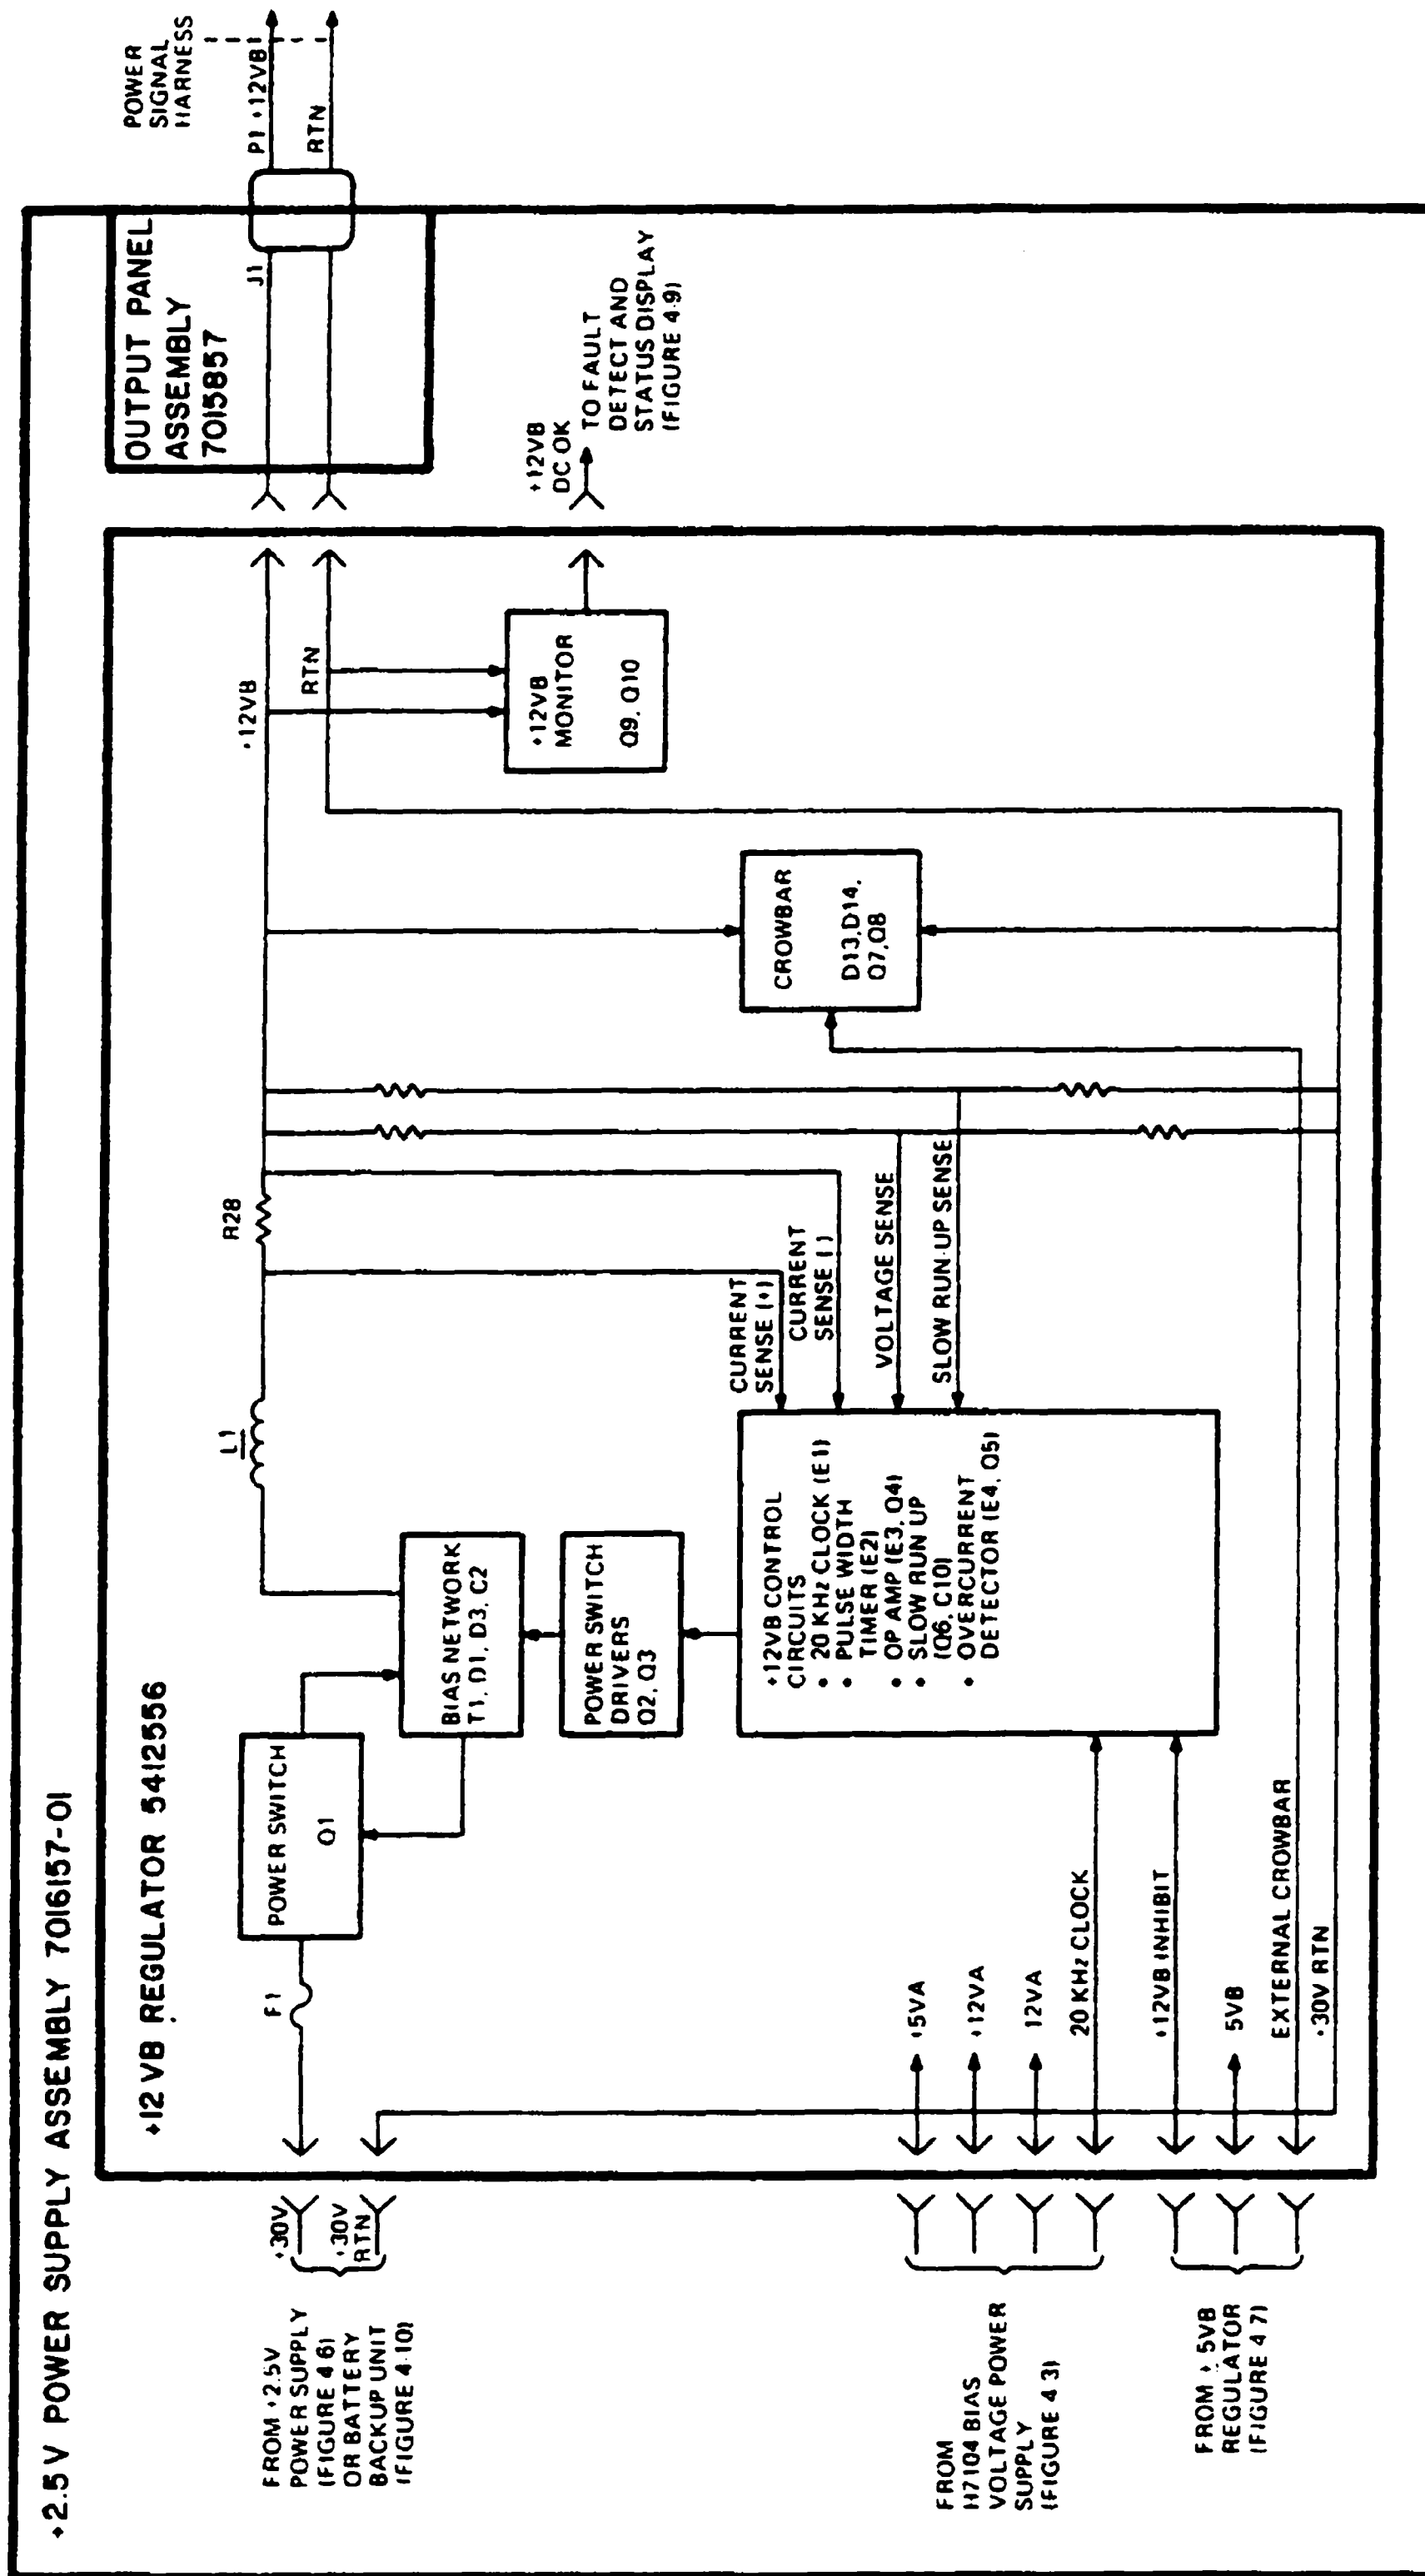 +2.5 V POWER SUPPLY ASSEMBLY 7016157-01
+12 VB REGULATOR 5412556
OUTPUT PANEL
ASSEMBLY
7015857
POWER
SIGNAL
HARNESS
P1 +12VB
RTN
J1
FROM +2.5V
POWER SUPPLY
(FIGURE 4 6)
OR BATTERY
BACKUP UNIT
(FIGURE 4-10)
+30V
+30V
RTN
F1
POWER SWITCH
Q1
BIAS NETWORK
T1, D1, D3, C2
POWER SWITCH
DRIVERS
Q2, Q3
L1
R28
+12VB
RTN
+12VB
MONITOR
Q9, Q10
+12VB
DC OK
TO FAULT
DETECT AND
STATUS DISPLAY
(FIGURE 4-9)
CROWBAR
D13, D14,
Q7, Q8
CURRENT
SENSE (+)
CURRENT
SENSE ( )
VOLTAGE SENSE
SLOW RUN-UP SENSE
+12VB CONTROL
CIRCUITS
• 20 KHz CLOCK (E1)
• PULSE WIDTH
TIMER (E2)
• OP AMP (E3, Q4)
• SLOW RUN UP
(Q6, C10)
• OVERCURRENT
DETECTOR (E4, Q5)
FROM
H7104 BIAS
VOLTAGE POWER
SUPPLY
(FIGURE 4 3)
+5VA
+12VA
12VA
20 KHz CLOCK
+12VB INHIBIT
5VB
EXTERNAL CROWBAR
+30V RTN
FROM + 5VB
REGULATOR
(FIGURE 4 7)